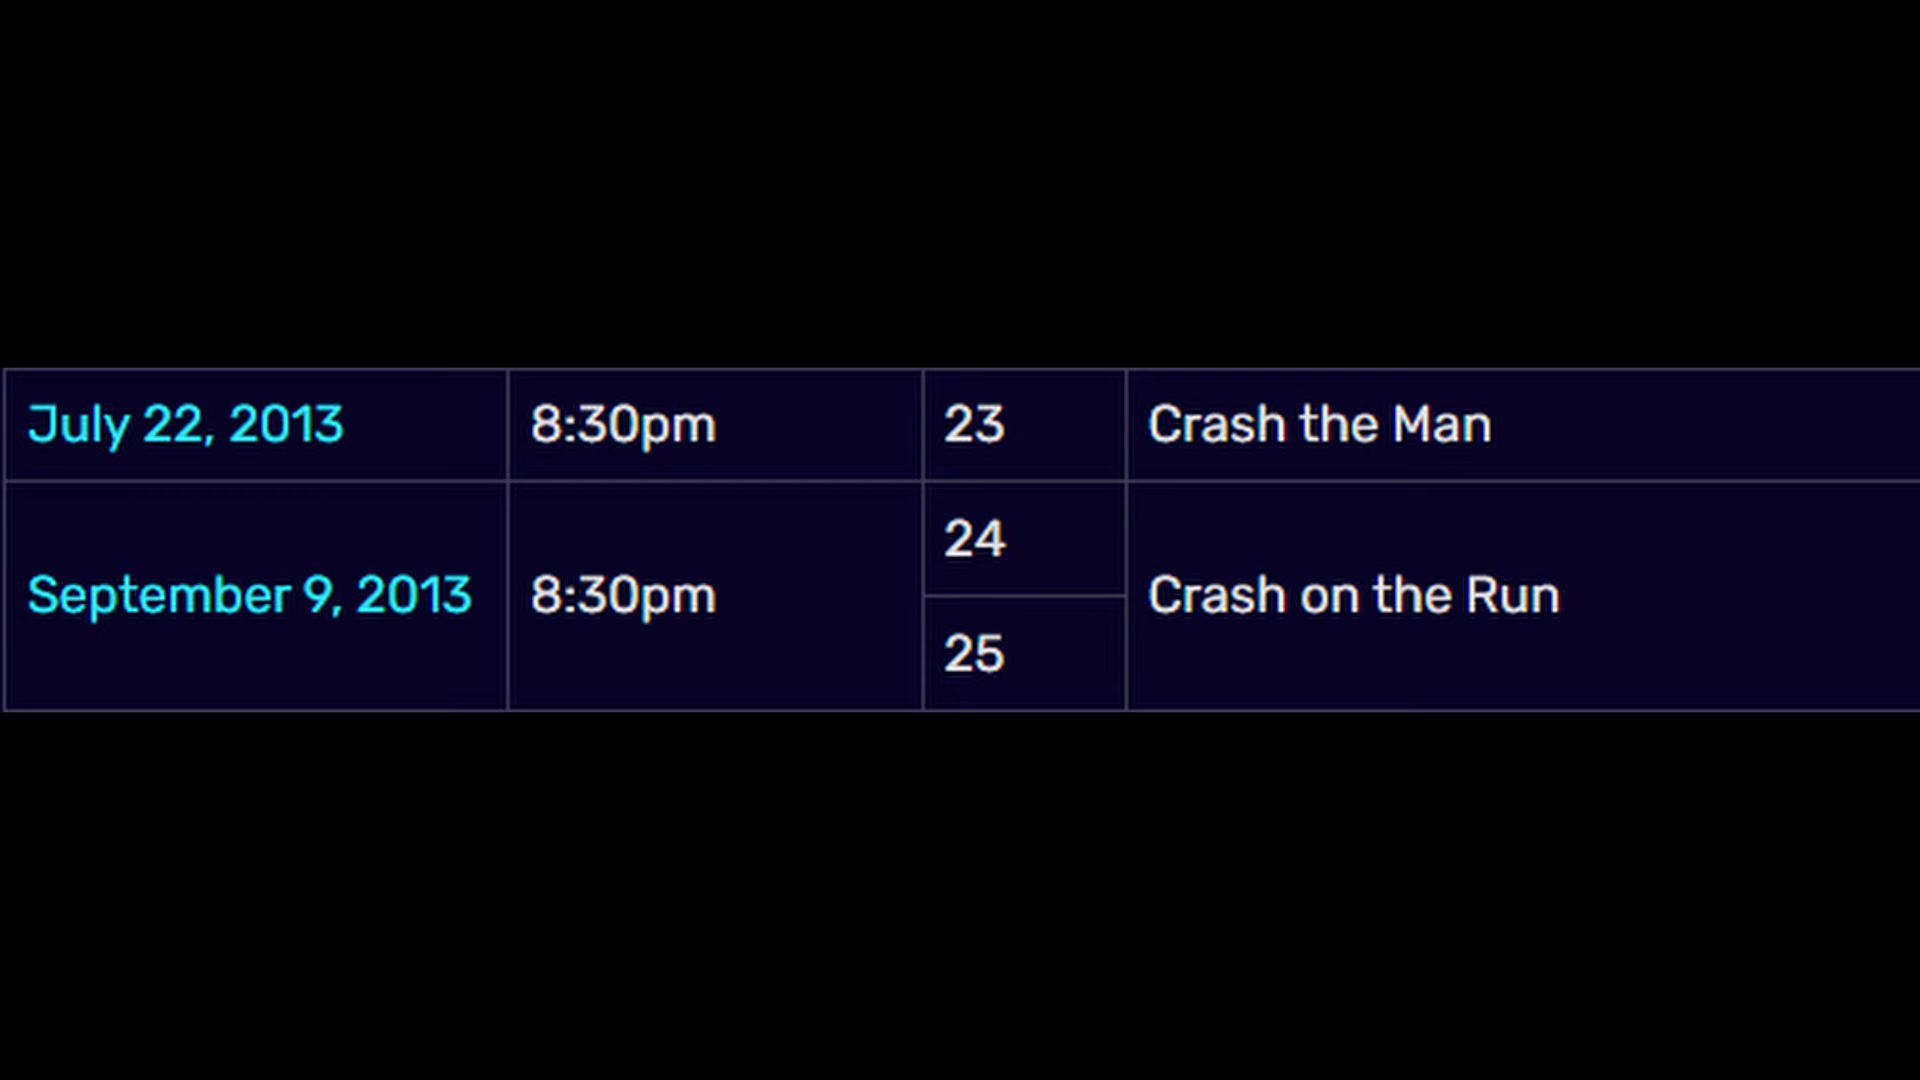 July 22, 2013 8:30pm 23 Crash the Man
24
September 9, 2013 8:30pm Crash on the Run
25